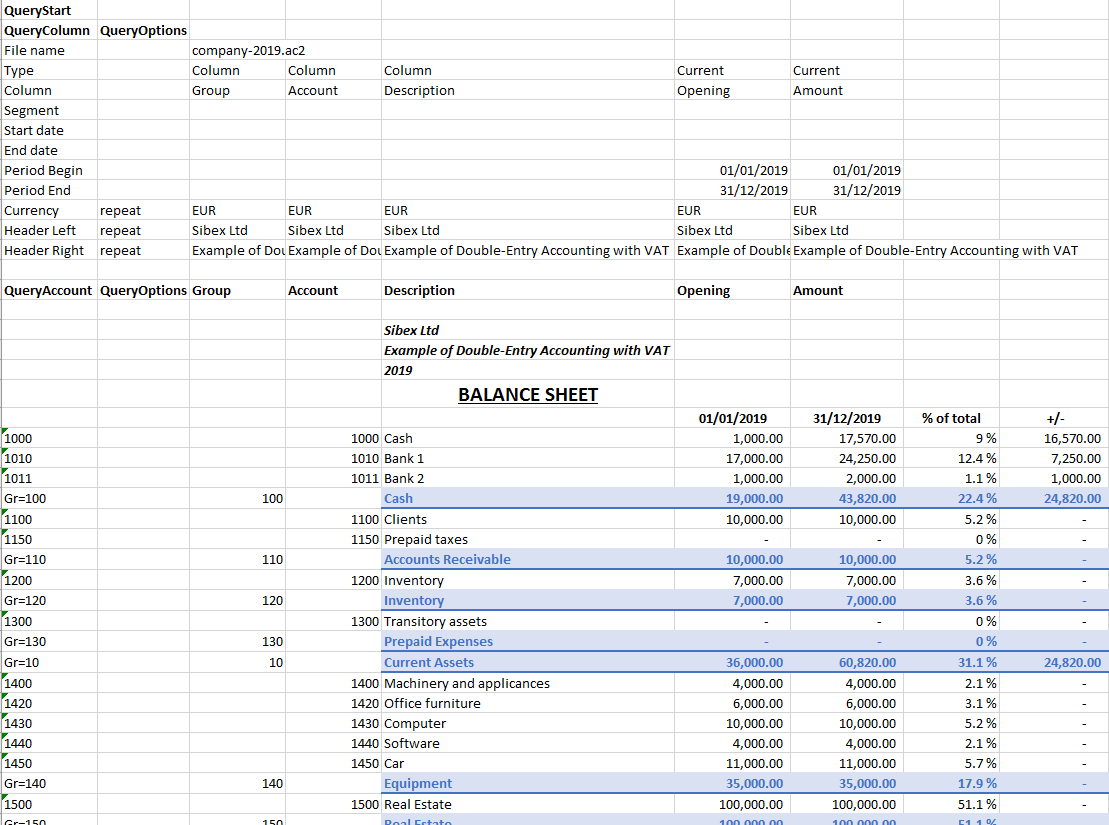 QueryStart
QueryColumn QueryOptions
File name company-2019.ac2
Type Column Column Column Current Current
Column Group Account Description Opening Amount
Segment
Start date
End date
Period Begin 01/01/2019 01/01/2019
Period End 31/12/2019 31/12/2019
Currency repeat EUR EUR EUR EUR EUR
Header Left repeat Sibex Ltd Sibex Ltd Sibex Ltd Sibex Ltd Sibex Ltd
Header Right repeat Example of Dou Example of Dou Example of Double-Entry Accounting with VAT Example of Double Example of Double-Entry Accounting with VAT
QueryAccount QueryOptions Group Account Description Opening Amount
Sibex Ltd
Example of Double-Entry Accounting with VAT
2019
BALANCE SHEET
01/01/2019 31/12/2019 % of total +/-
1000 1000 Cash 1,000.00 17,570.00 9 % 16,570.00
1010 1010 Bank 1 17,000.00 24,250.00 12.4 % 7,250.00
1011 1011 Bank 2 1,000.00 2,000.00 1.1 % 1,000.00
Gr=100 100 Cash 19,000.00 43,820.00 22.4 % 24,820.00
1100 1100 Clients 10,000.00 10,000.00 5.2 % -
1150 1150 Prepaid taxes - - 0 % -
Gr=110 110 Accounts Receivable 10,000.00 10,000.00 5.2 % -
1200 1200 Inventory 7,000.00 7,000.00 3.6 % -
Gr=120 120 Inventory 7,000.00 7,000.00 3.6 % -
1300 1300 Transitory assets - - 0 % -
Gr=130 130 Prepaid Expenses - - 0 % -
Gr=10 10 Current Assets 36,000.00 60,820.00 31.1 % 24,820.00
1400 1400 Machinery and applicances 4,000.00 4,000.00 2.1 % -
1420 1420 Office furniture 6,000.00 6,000.00 3.1 % -
1430 1430 Computer 10,000.00 10,000.00 5.2 % -
1440 1440 Software 4,000.00 4,000.00 2.1 % -
1450 1450 Car 11,000.00 11,000.00 5.7 % -
Gr=140 140 Equipment 35,000.00 35,000.00 17.9 % -
1500 1500 Real Estate 100,000.00 100,000.00 51.1 % -
Gr=150 150 Real Estate 100,000.00 100,000.00 51.1 % -